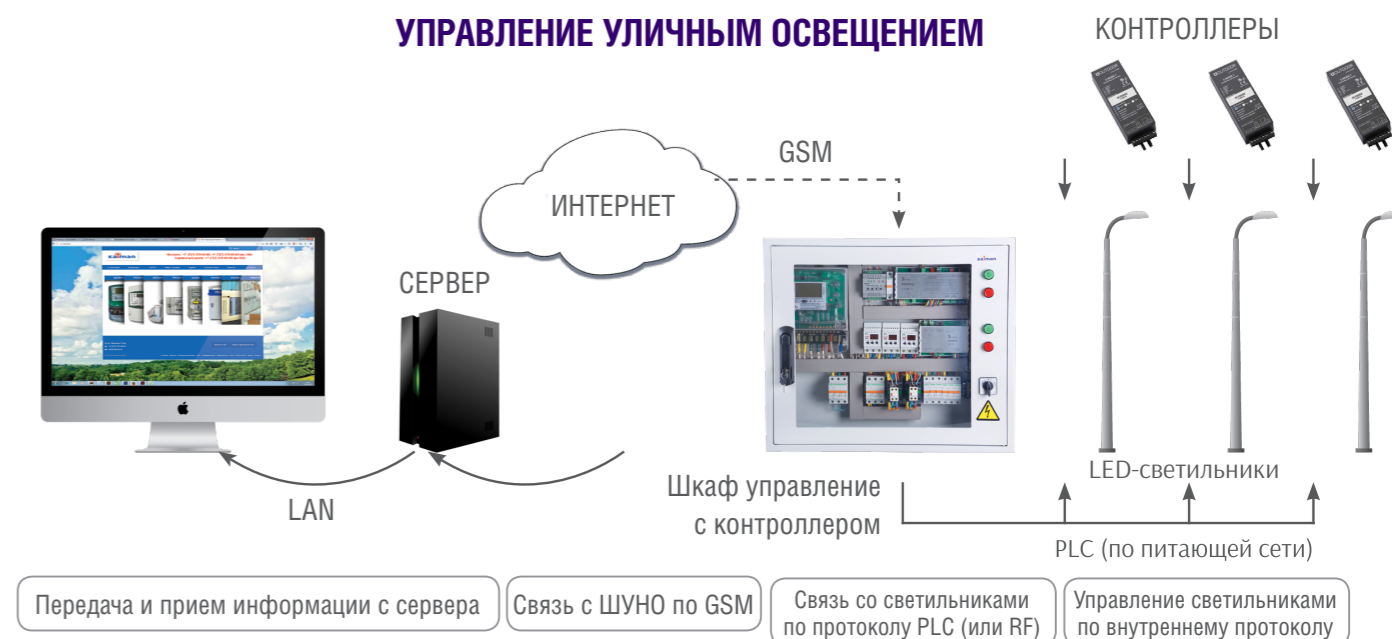 УПРАВЛЕНИЕ УЛИЧНЫМ ОСВЕЩЕНИЕМ
КОНТРОЛЛЕРЫ
GSM
ИНТЕРНЕТ
СЕРВЕР
saiman
saiman
LAN
Шкаф управление
с контроллером
LED-светильники
PLC (по питающей сети)
Передача и прием информации с сервера
Связь с ШУНО по GSM
Связь со светильниками
по протоколу PLC (или RF)
Управление светильниками
по внутреннему протоколу